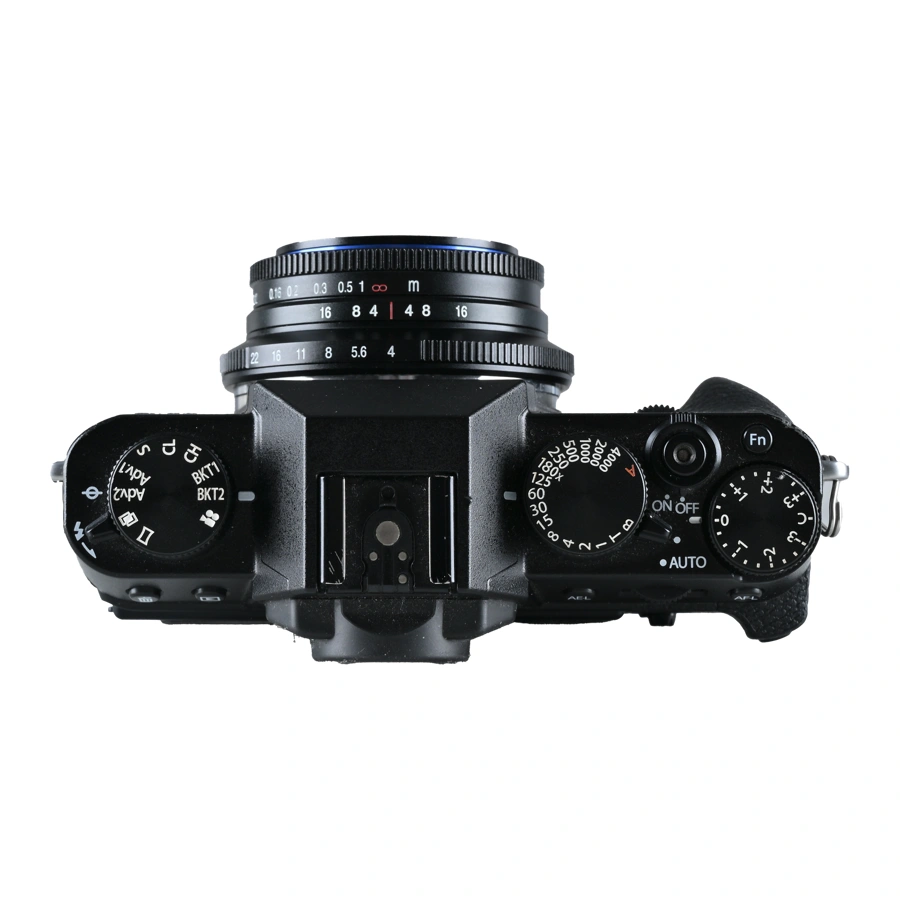 0.16 0.2 0.3 0.5 1 ∞ m
16 8 4 4 8 16
22 16 11 8 5.6 4
S CL CH BKT1 BKT2
Adv.1
Adv.2
4000 2000 1000 500 250 180x 125 60 30 15 8 4 2 1 T B
A
Fn
ON OFF
AUTO
+3 +2 +1 0 -1 -2 -3 C
AEL
AFL